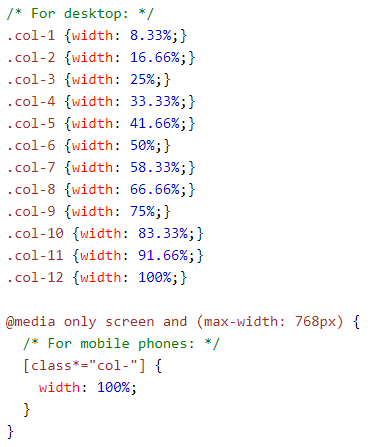 /* For desktop: */
.col-1 {width: 8.33%;}
.col-2 {width: 16.66%;}
.col-3 {width: 25%;}
.col-4 {width: 33.33%;}
.col-5 {width: 41.66%;}
.col-6 {width: 50%;}
.col-7 {width: 58.33%;}
.col-8 {width: 66.66%;}
.col-9 {width: 75%;}
.col-10 {width: 83.33%;}
.col-11 {width: 91.66%;}
.col-12 {width: 100%;}

@media only screen and (max-width: 768px) {
  /* For mobile phones: */
  [class*="col-"] {
    width: 100%;
  }
}